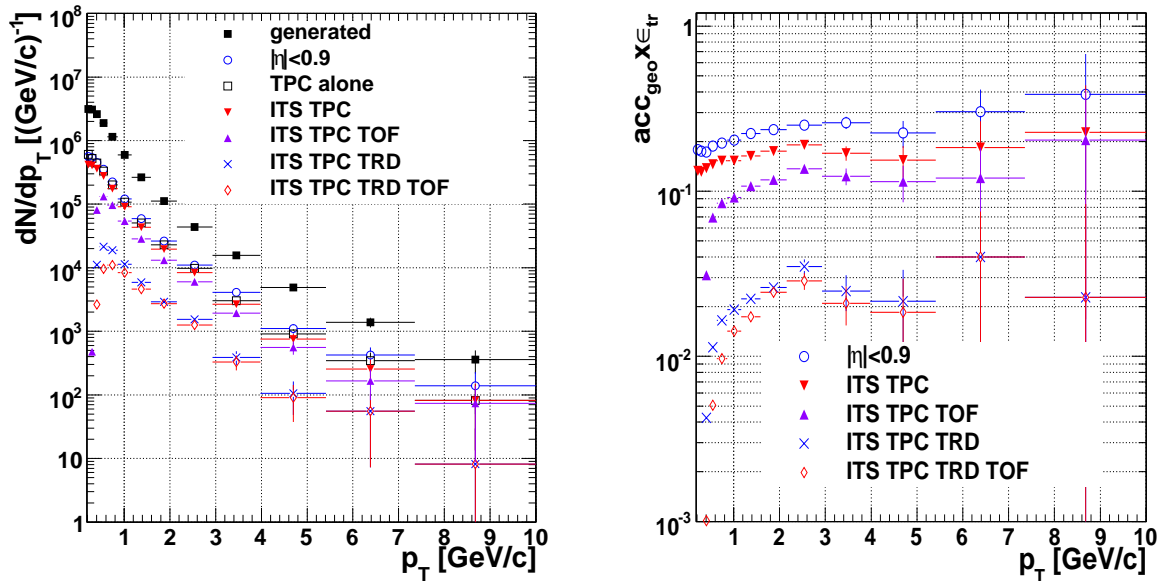 dN/dp_T [(GeV/c)^-1]
10^8
10^7
10^6
10^5
10^4
10^3
10^2
10
1
generated
|η|<0.9
TPC alone
ITS TPC
ITS TPC TOF
ITS TPC TRD
ITS TPC TRD TOF
1 2 3 4 5 6 7 8 9 10
p_T [GeV/c]
acc_geo x ϵ_tr
1
10^-1
10^-2
10^-3
|η|<0.9
ITS TPC
ITS TPC TOF
ITS TPC TRD
ITS TPC TRD TOF
1 2 3 4 5 6 7 8 9 10
p_T [GeV/c]